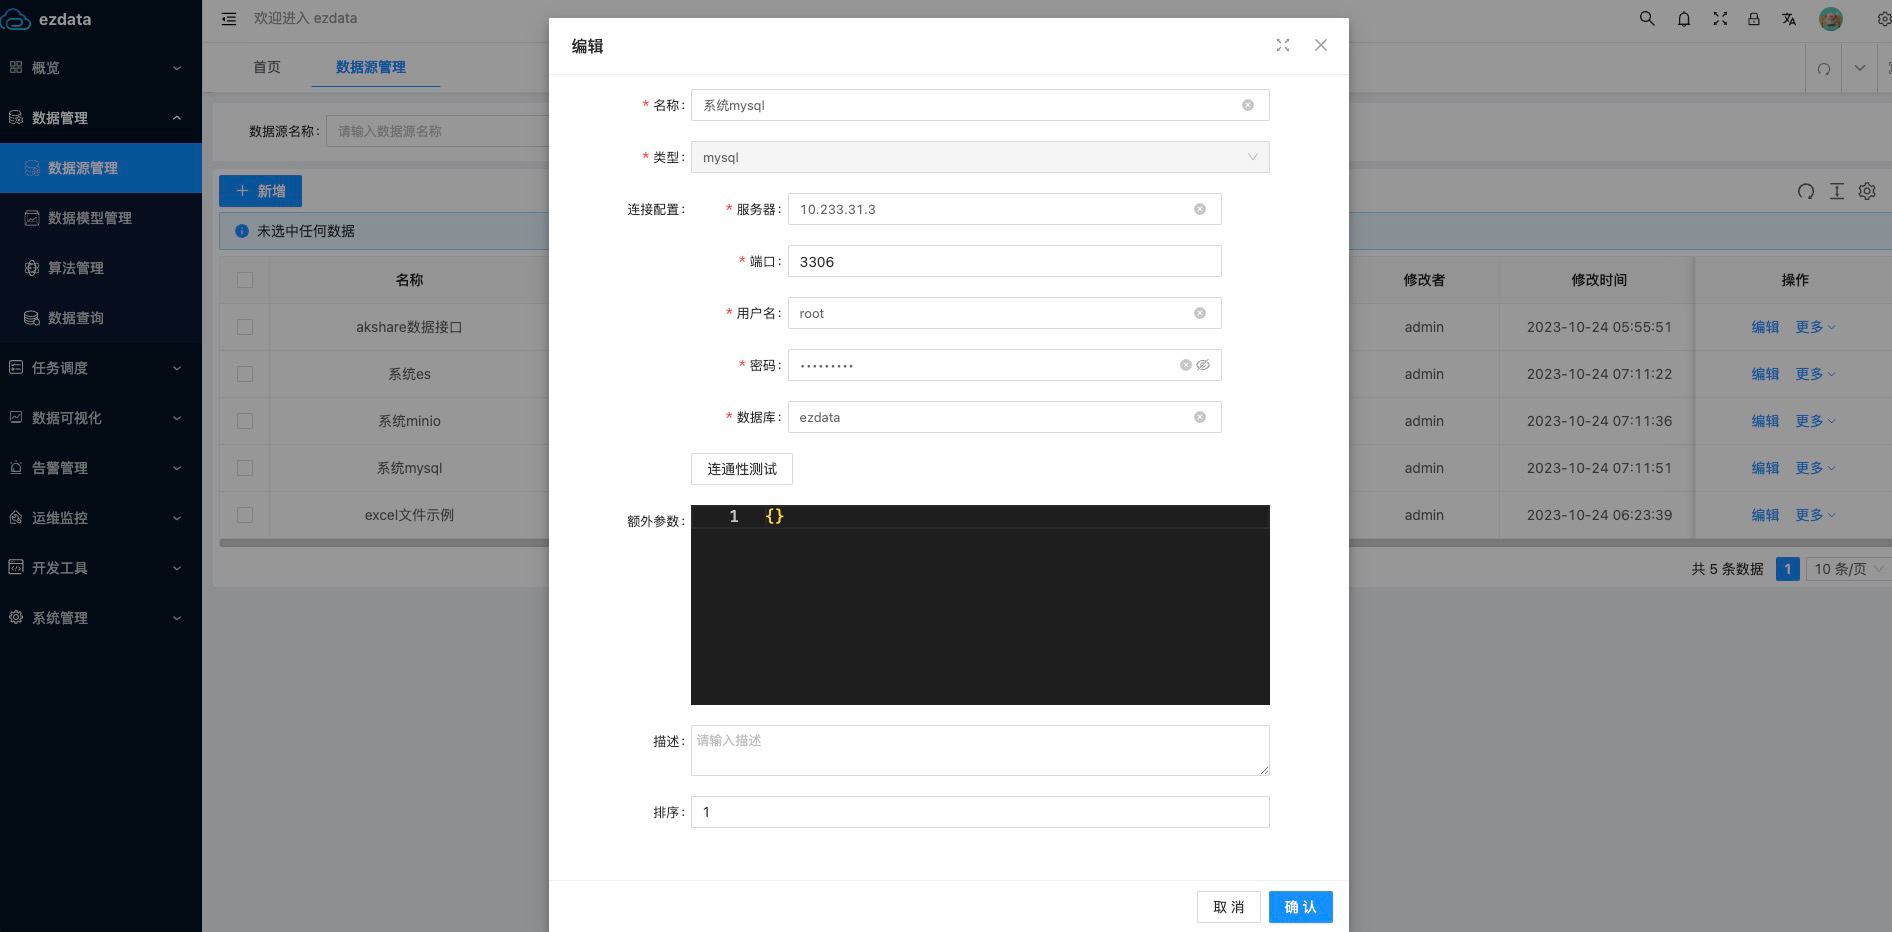 ezdata
欢迎进入 ezdata
概览
数据管理
数据源管理
数据模型管理
算法管理
数据查询
任务调度
数据可视化
告警管理
运维监控
开发工具
系统管理
首页
数据源管理
数据源名称:
请输入数据源名称
新增
未选中任何数据
名称
修改者
修改时间
操作
akshare数据接口
admin
2023-10-24 05:55:51
编辑 更多
系统es
admin
2023-10-24 07:11:22
编辑 更多
系统minio
admin
2023-10-24 07:11:36
编辑 更多
系统mysql
admin
2023-10-24 07:11:51
编辑 更多
excel文件示例
admin
2023-10-24 06:23:39
编辑 更多
共 5 条数据
1
10 条/页
编辑
* 名称: 系统mysql
* 类型: mysql
连接配置:
* 服务器: 10.233.31.3
* 端口: 3306
* 用户名: root
* 密码: •••••••••
* 数据库: ezdata
连通性测试
额外参数:
1 {}
描述: 请输入描述
排序: 1
取 消
确 认